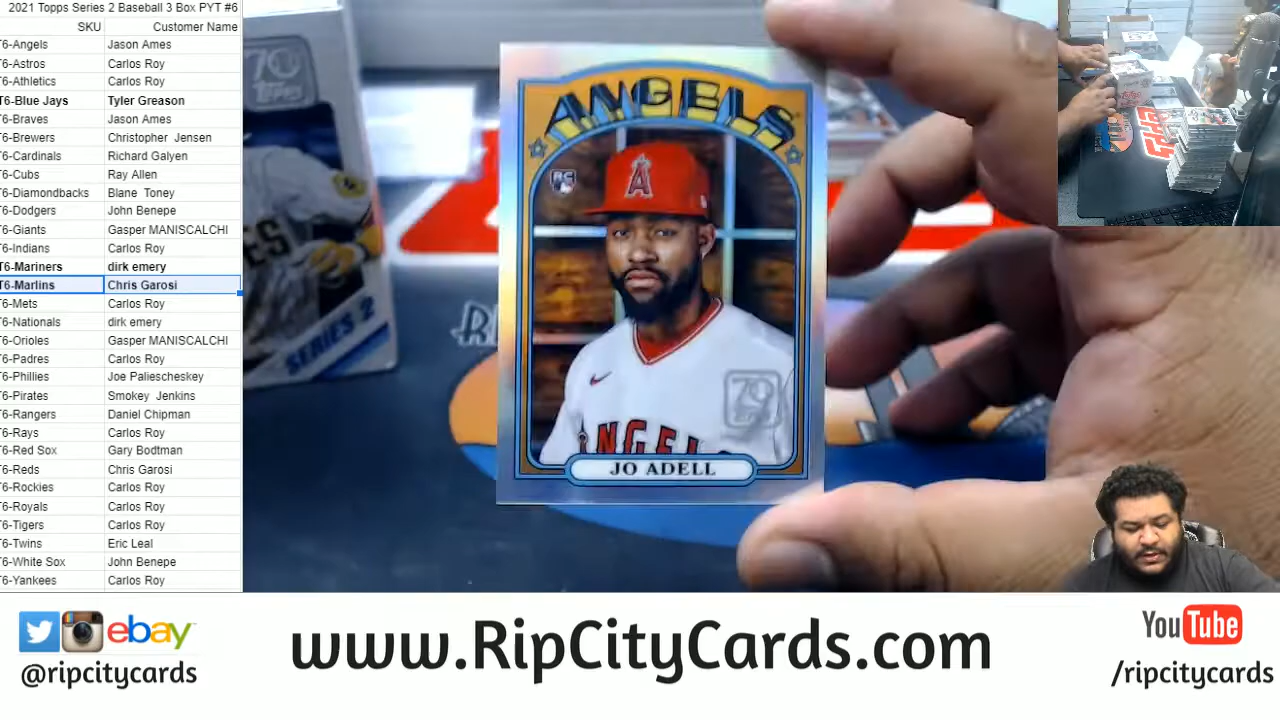 2021 Topps Series 2 Baseball 3 Box PYT #6
SKU Customer Name
T6-Angels Jason Ames
T6-Astros Carlos Roy
T6-Athletics Carlos Roy
T6-Blue Jays Tyler Greason
T6-Braves Jason Ames
T6-Brewers Christopher Jensen
T6-Cardinals Richard Galyen
T6-Cubs Ray Allen
T6-Diamondbacks Blane Toney
T6-Dodgers John Benepe
T6-Giants Gasper MANISCALCHI
T6-Indians Carlos Roy
T6-Mariners dirk emery
T6-Marlins Chris Garosi
T6-Mets Carlos Roy
T6-Nationals dirk emery
T6-Orioles Gasper MANISCALCHI
T6-Padres Carlos Roy
T6-Phillies Joe Paliescheskey
T6-Pirates Smokey Jenkins
T6-Rangers Daniel Chipman
T6-Rays Carlos Roy
T6-Red Sox Gary Bodtman
T6-Reds Chris Garosi
T6-Rockies Carlos Roy
T6-Royals Carlos Roy
T6-Tigers Carlos Roy
T6-Twins Eric Leal
T6-White Sox John Benepe
T6-Yankees Carlos Roy
70
Topps
SERIES 2
ANGELS
RC
A
70
ANGEL
JO ADELL
ebay
@ripcitycards
www.RipCityCards.com
YouTube
/ripcitycards